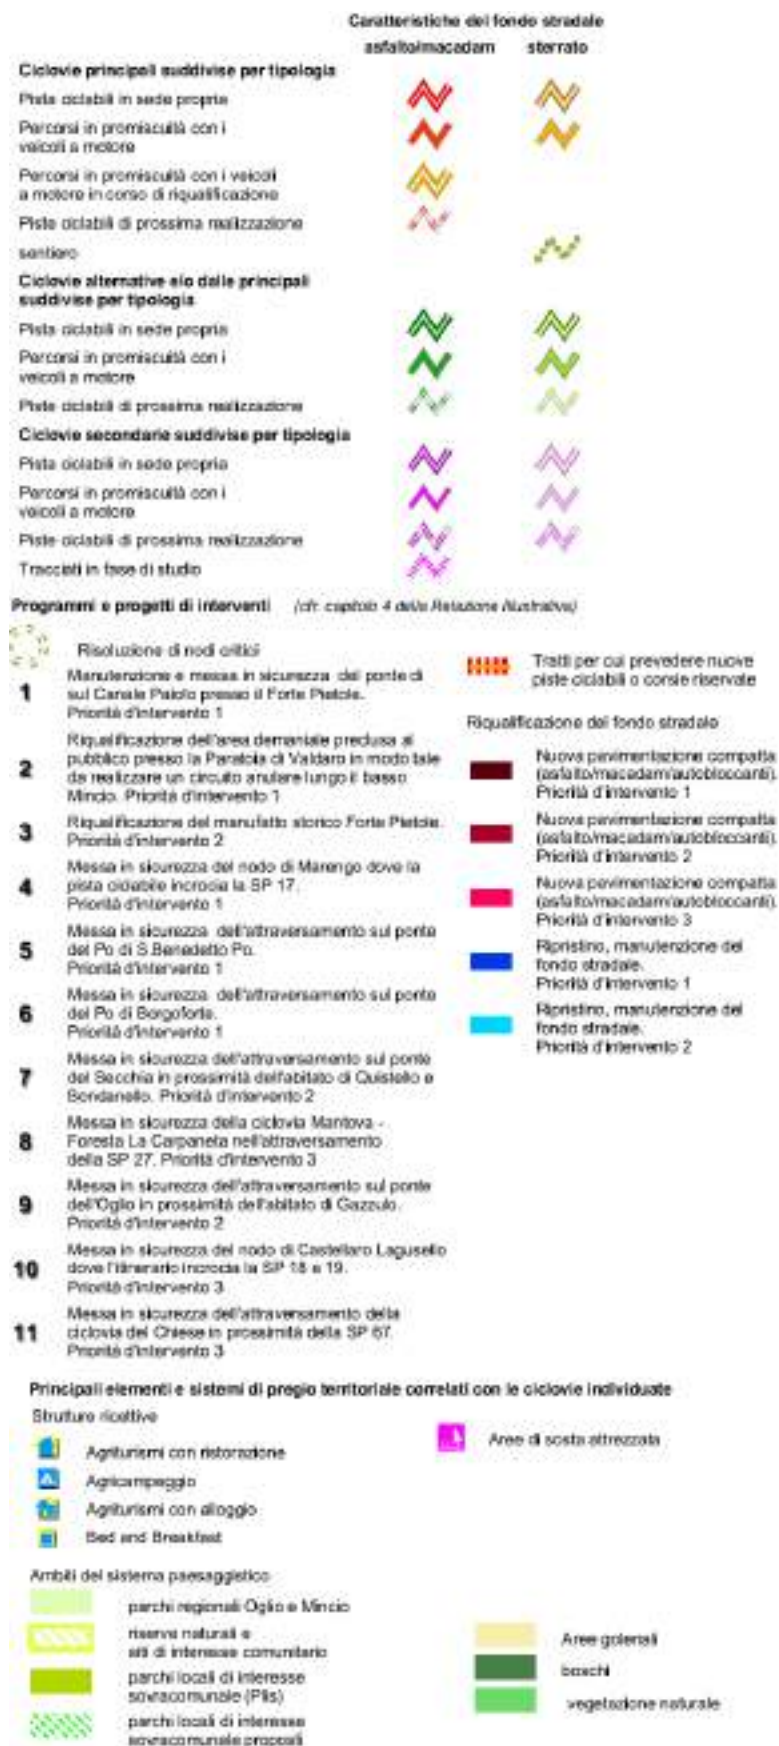 Caratteristiche del fondo stradale
asfalto/macadam sterrato
Ciclovie principali suddivise per tipologia
Pista ciclabili in sede propria
Percorsi in promiscuità con i
veicoli a motore
Percorsi in promiscuità con i veicoli
a motore in corso di riqualificazione
Piste ciclabili di prossima realizzazione
sentiero
Ciclovie alternative e/o dalle principali
suddivise per tipologia
Pista ciclabili in sede propria
Percorsi in promiscuità con i
veicoli a motore
Piste ciclabili di prossima realizzazione
Ciclovie secondarie suddivise per tipologia
Pista ciclabili in sede propria
Percorsi in promiscuità con i
veicoli a motore
Piste ciclabili di prossima realizzazione
Tracciati in fase di studio
Programmi e progetti di interventi (cfr. capitolo 4 della Relazione Illustrativa)
Risoluzione di nodi critici
1 Manutenzione e messa in sicurezza del ponte di
sul Canale Paiolo presso il Forte Pietole.
Priorità d'intervento 1
2 Riqualificazione dell'area demaniale preclusa al
pubblico presso la Paratoia di Valdaro in modo tale
da realizzare un circuito anulare lungo il basso
Mincio. Priorità d'intervento 1
3 Riqualificazione del manufatto storico Forte Pietole.
Priorità d'intervento 2
4 Messa in sicurezza del nodo di Marengo dove la
pista ciclabile incrocia la SP 17.
Priorità d'intervento 1
5 Messa in sicurezza dell'attraversamento sul ponte
del Po di S.Benedetto Po.
Priorità d'intervento 1
6 Messa in sicurezza dell'attraversamento sul ponte
del Po di Borgoforte.
Priorità d'intervento 1
7 Messa in sicurezza dell'attraversamento sul ponte
del Secchia in prossimità dell'abitato di Quistello e
Bondanello. Priorità d'intervento 2
8 Messa in sicurezza della ciclovia Mantova -
Foresta La Carpaneta nell'attraversamento
della SP 27. Priorità d'intervento 3
9 Messa in sicurezza dell'attraversamento sul ponte
dell'Oglio in prossimità dell'abitato di Gazzuolo.
Priorità d'intervento 2
10 Messa in sicurezza del nodo di Castellaro Lagusello
dove l'itinerario incrocia la SP 18 e 19.
Priorità d'intervento 3
11 Messa in sicurezza dell'attraversamento della
ciclovia del Chiese in prossimità della SP 67.
Priorità d'intervento 3
Tratti per cui prevedere nuove
piste ciclabili o corsie riservate
Riqualificazione del fondo stradale
Nuova pavimentazione compatta
(asfalto/macadam/autobloccanti).
Priorità d'intervento 1
Nuova pavimentazione compatta
(asfalto/macadam/autobloccanti).
Priorità d'intervento 2
Nuova pavimentazione compatta
(asfalto/macadam/autobloccanti).
Priorità d'intervento 3
Ripristino, manutenzione del
fondo stradale.
Priorità d'intervento 1
Ripristino, manutenzione del
fondo stradale.
Priorità d'intervento 2
Principali elementi e sistemi di pregio territoriale correlati con le ciclovie individuate
Strutture ricettive
Agriturismi con ristorazione
Agricampeggio
Agriturismi con alloggio
Bed and Breakfast
Aree di sosta attrezzata
Ambiti del sistema paesaggistico
parchi regionali Oglio e Mincio
riserve naturali e
siti di interesse comunitario
parchi locali di interesse
sovracomunale (Plis)
parchi locali di interesse
sovracomunale proposti
Aree golenali
boschi
vegetazione naturale